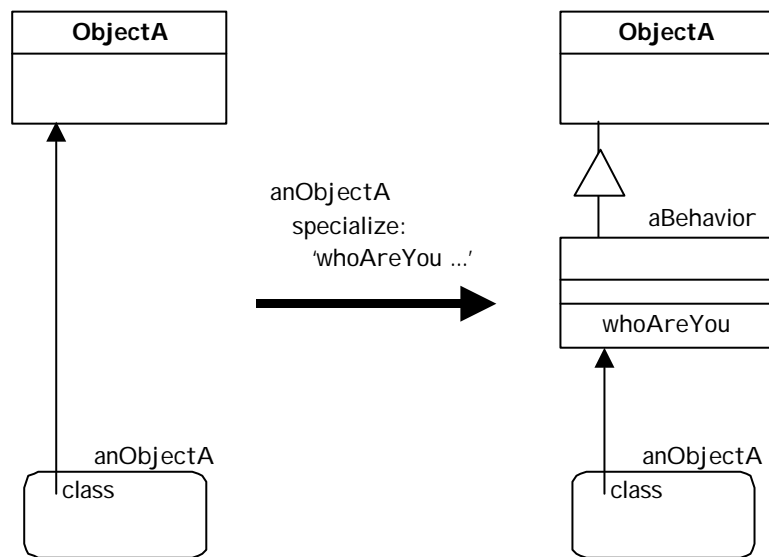 ObjectA
ObjectA
anObjectA
specialize:
‘whoAreYou ...’
aBehavior
whoAreYou
anObjectA
class
anObjectA
class